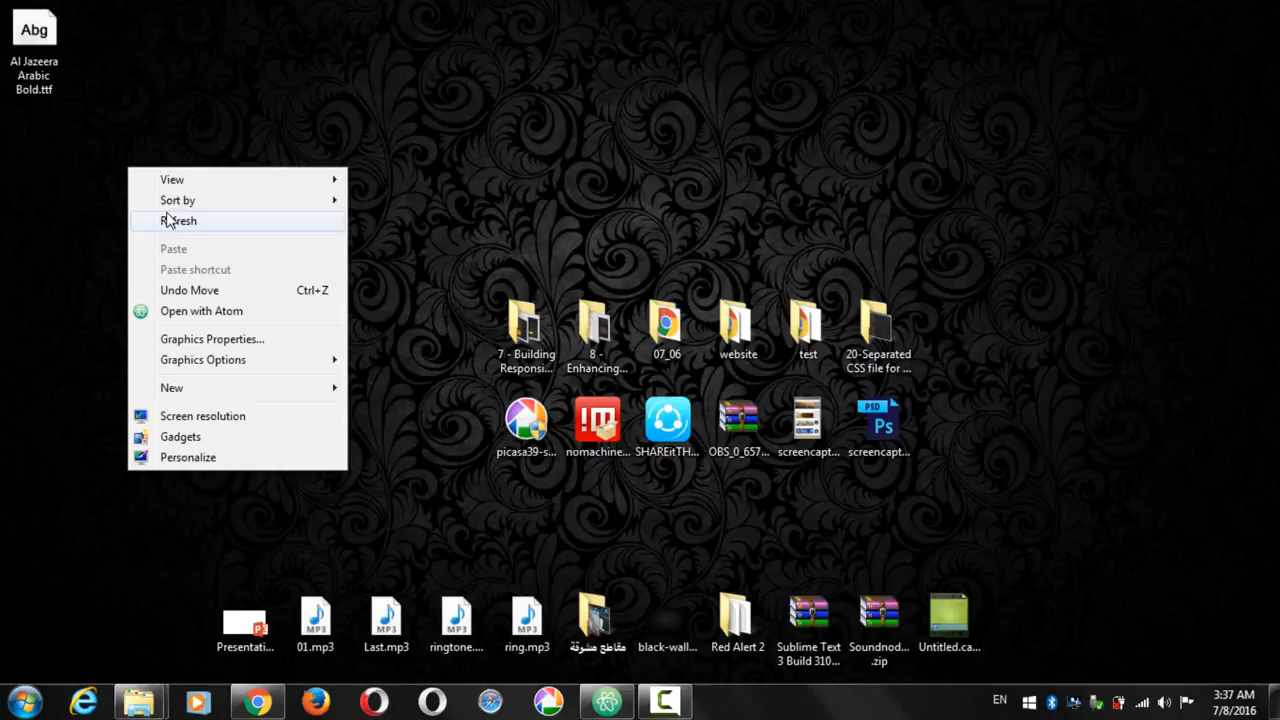 Abg
Al Jazeera
Arabic
Bold.ttf
View
Sort by
Refresh
Paste
Paste shortcut
Undo Move Ctrl+Z
Open with Atom
Graphics Properties...
Graphics Options
New
Screen resolution
Gadgets
Personalize
7 - Building
Responsi...
8 -
Enhancing...
07_06
website
test
20-Separated
CSS file for ...
PSD
Ps
picasa39-s...
nomachine...
SHAREitTH...
OBS_0_657...
screencapt...
screencapt...
MP3
MP3
MP3
MP3
Presentati...
01.mp3
Last.mp3
ringtone....
ring.mp3
مقاطع مشوقة
black-wall...
Red Alert 2
Sublime Text
3 Build 310...
Soundnod...
.zip
Untitled.ca...
EN
3:37 AM
7/8/2016